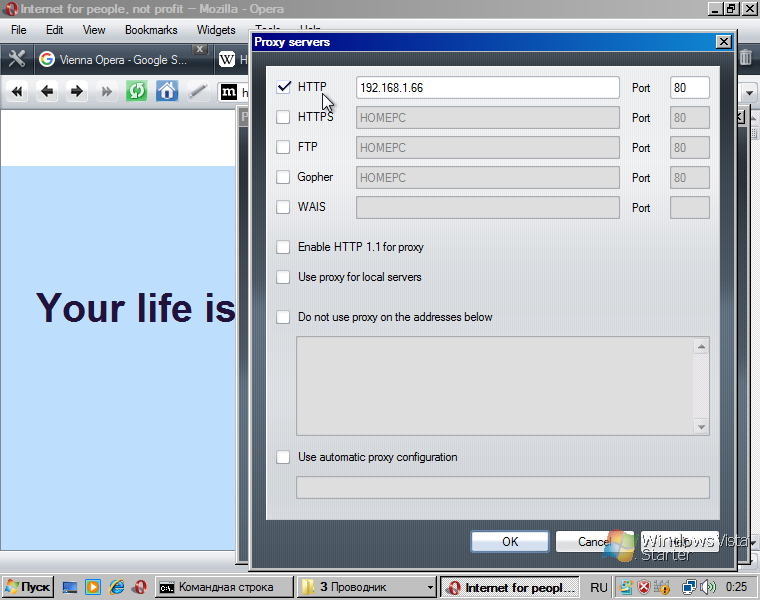 Internet for people, not profit — Mozilla - Opera
File Edit View Bookmarks Widgets Tools Help
Proxy servers
Vienna Opera - Google S...
HTTP 192.168.1.66 Port 80
HTTPS HOMEPC Port 80
FTP HOMEPC Port 80
Gopher HOMEPC Port 80
WAIS Port
Enable HTTP 1.1 for proxy
Use proxy for local servers
Your life is
Do not use proxy on the addresses below
Use automatic proxy configuration
OK Cancel
Windows Vista
Starter
Пуск Командная строка 3 Проводник Internet for peopl... RU 0:25